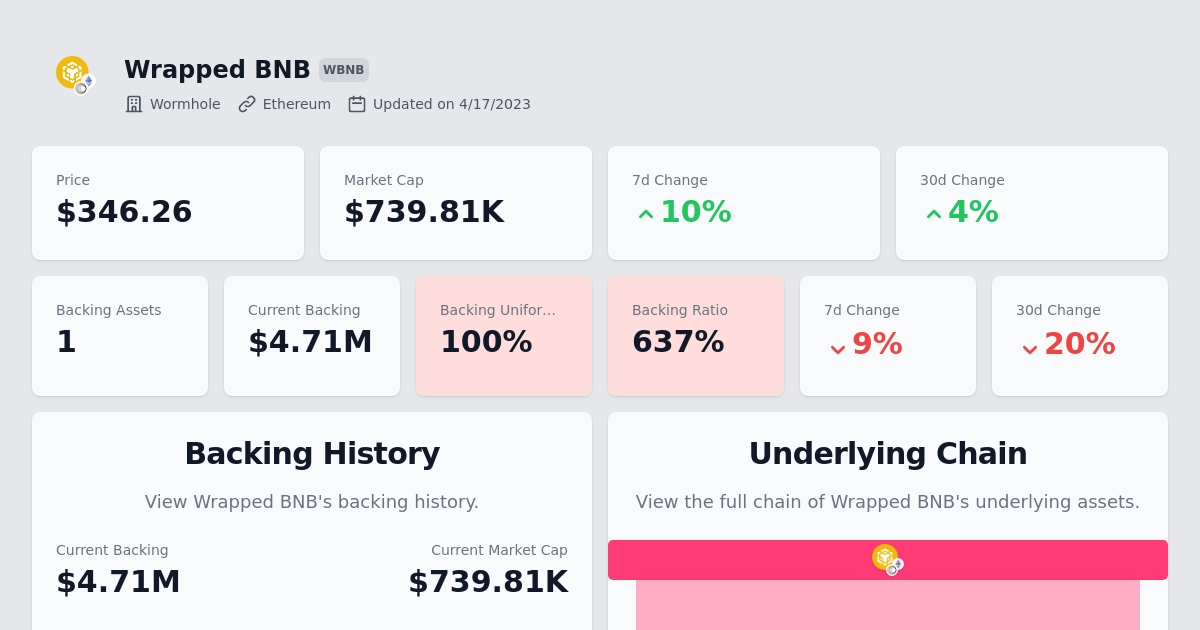 Wrapped BNB WBNB
Wormhole Ethereum Updated on 4/17/2023
Price Market Cap 7d Change 30d Change
$346.26 $739.81K 10% 4%
Backing Assets Current Backing Backing Unifor... Backing Ratio 7d Change 30d Change
1 $4.71M 100% 637% 9% 20%
Backing History
View Wrapped BNB's backing history.
Current Backing Current Market Cap
$4.71M $739.81K
Underlying Chain
View the full chain of Wrapped BNB's underlying assets.